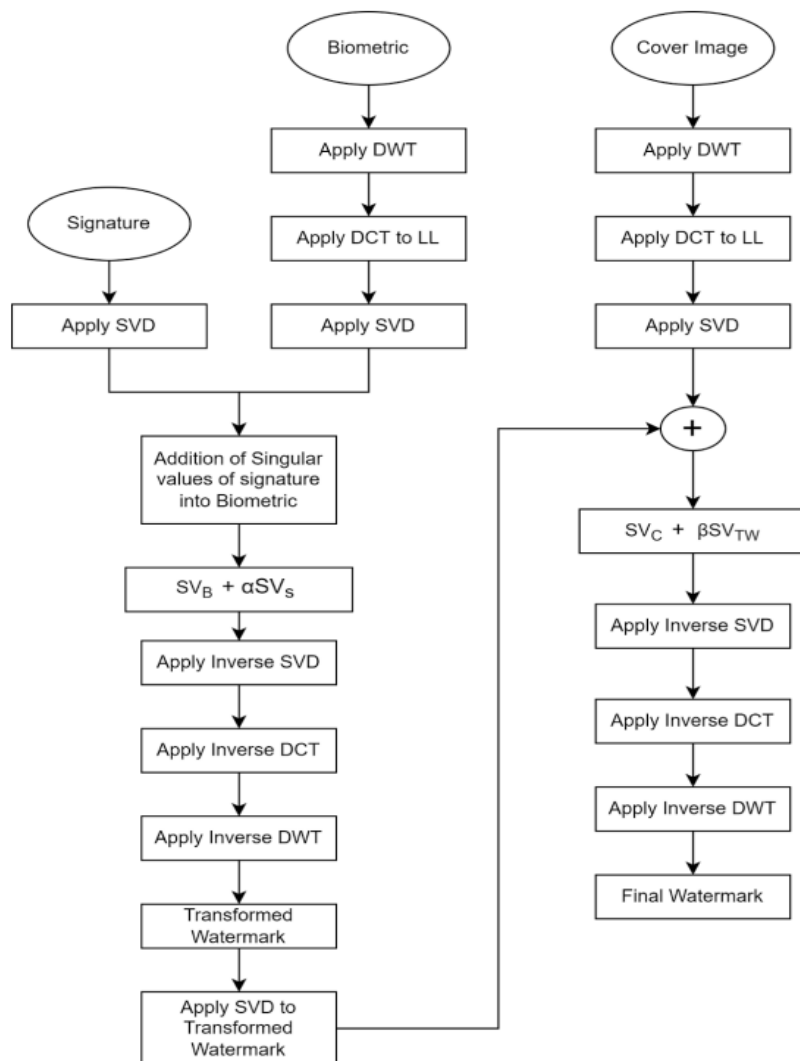 Biometric
Cover Image
Apply DWT
Apply DWT
Signature
Apply DCT to LL
Apply DCT to LL
Apply SVD
Apply SVD
Apply SVD
+
Addition of Singular
values of signature
into Biometric
SV_C + βSV_TW
SV_B + αSV_s
Apply Inverse SVD
Apply Inverse SVD
Apply Inverse DCT
Apply Inverse DCT
Apply Inverse DWT
Apply Inverse DWT
Transformed
Watermark
Final Watermark
Apply SVD to
Transformed
Watermark